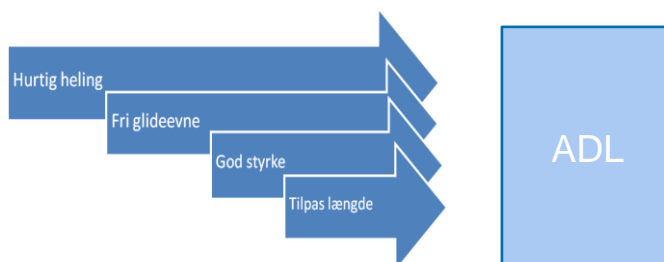 Hurtig heling
Fri glideevne
God styrke
Tilpas længde
ADL